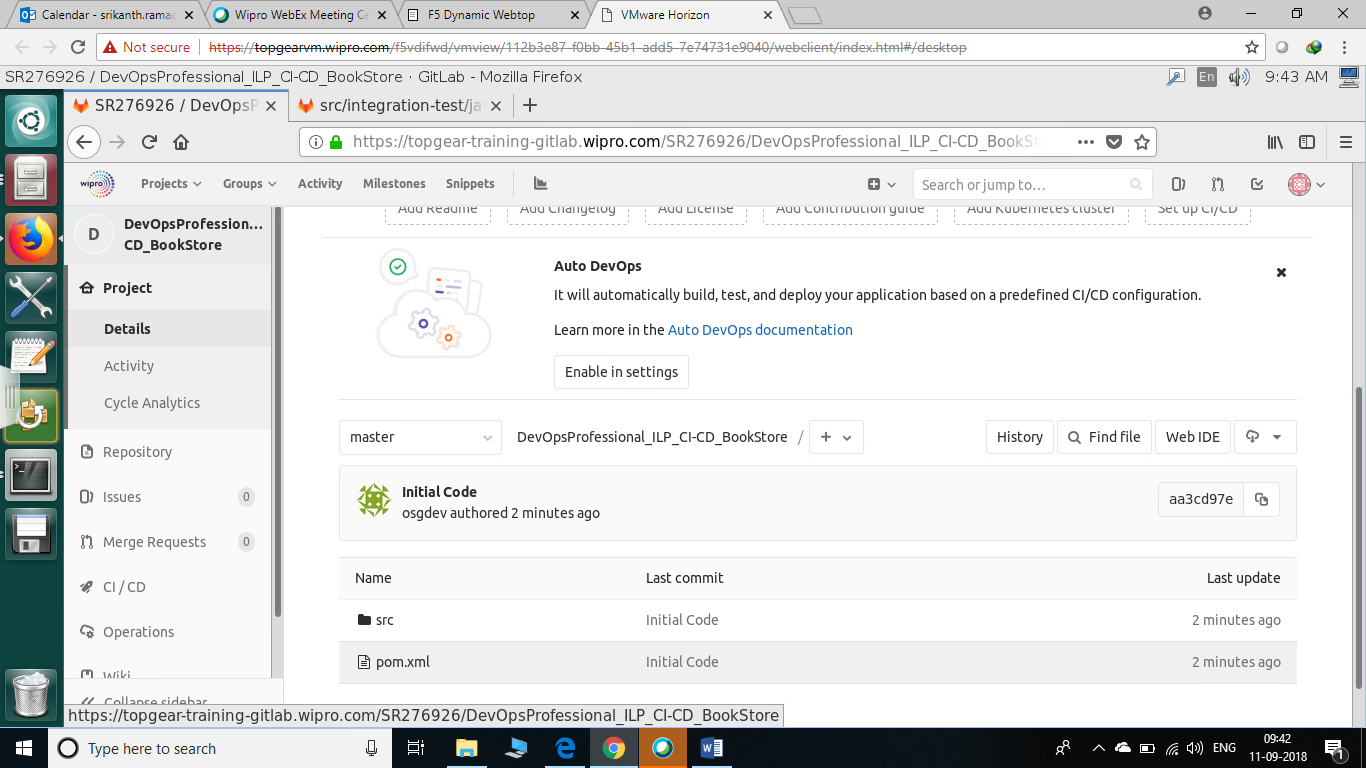 Calendar - srikanth.ramac
Wipro WebEx Meeting Ce
F5 Dynamic Webtop
VMware Horizon
Not secure
https://topgearvm.wipro.com/f5vdifwd/vmview/112b3e87-f0bb-45b1-add5-7e74731e9040/webclient/index.html#/desktop
SR276926 / DevOpsProfessional_ILP_CI-CD_BookStore · GitLab - Mozilla Firefox
En
9:43 AM
SR276926 / DevOpsP
src/integration-test/ja
https://topgear-training-gitlab.wipro.com/SR276926/DevOpsProfessional_ILP_CI-CD_BookSt
wipro
Projects
Groups
Activity
Milestones
Snippets
Search or jump to…
D
DevOpsProfession...
CD_BookStore
Add Readme
Add Changelog
Add License
Add Contribution guide
Add Kubernetes cluster
Set up CI/CD
Project
Details
Activity
Cycle Analytics
Repository
Issues 0
Merge Requests 0
CI / CD
Operations
Wiki
Collapse sidebar
Auto DevOps
It will automatically build, test, and deploy your application based on a predefined CI/CD configuration.
Learn more in the Auto DevOps documentation
Enable in settings
master
DevOpsProfessional_ILP_CI-CD_BookStore /
History
Find file
Web IDE
Initial Code
osgdev authored 2 minutes ago
aa3cd97e
Name Last commit Last update
src Initial Code 2 minutes ago
pom.xml Initial Code 2 minutes ago
https://topgear-training-gitlab.wipro.com/SR276926/DevOpsProfessional_ILP_CI-CD_BookStore
Type here to search
ENG
09:42
11-09-2018
1